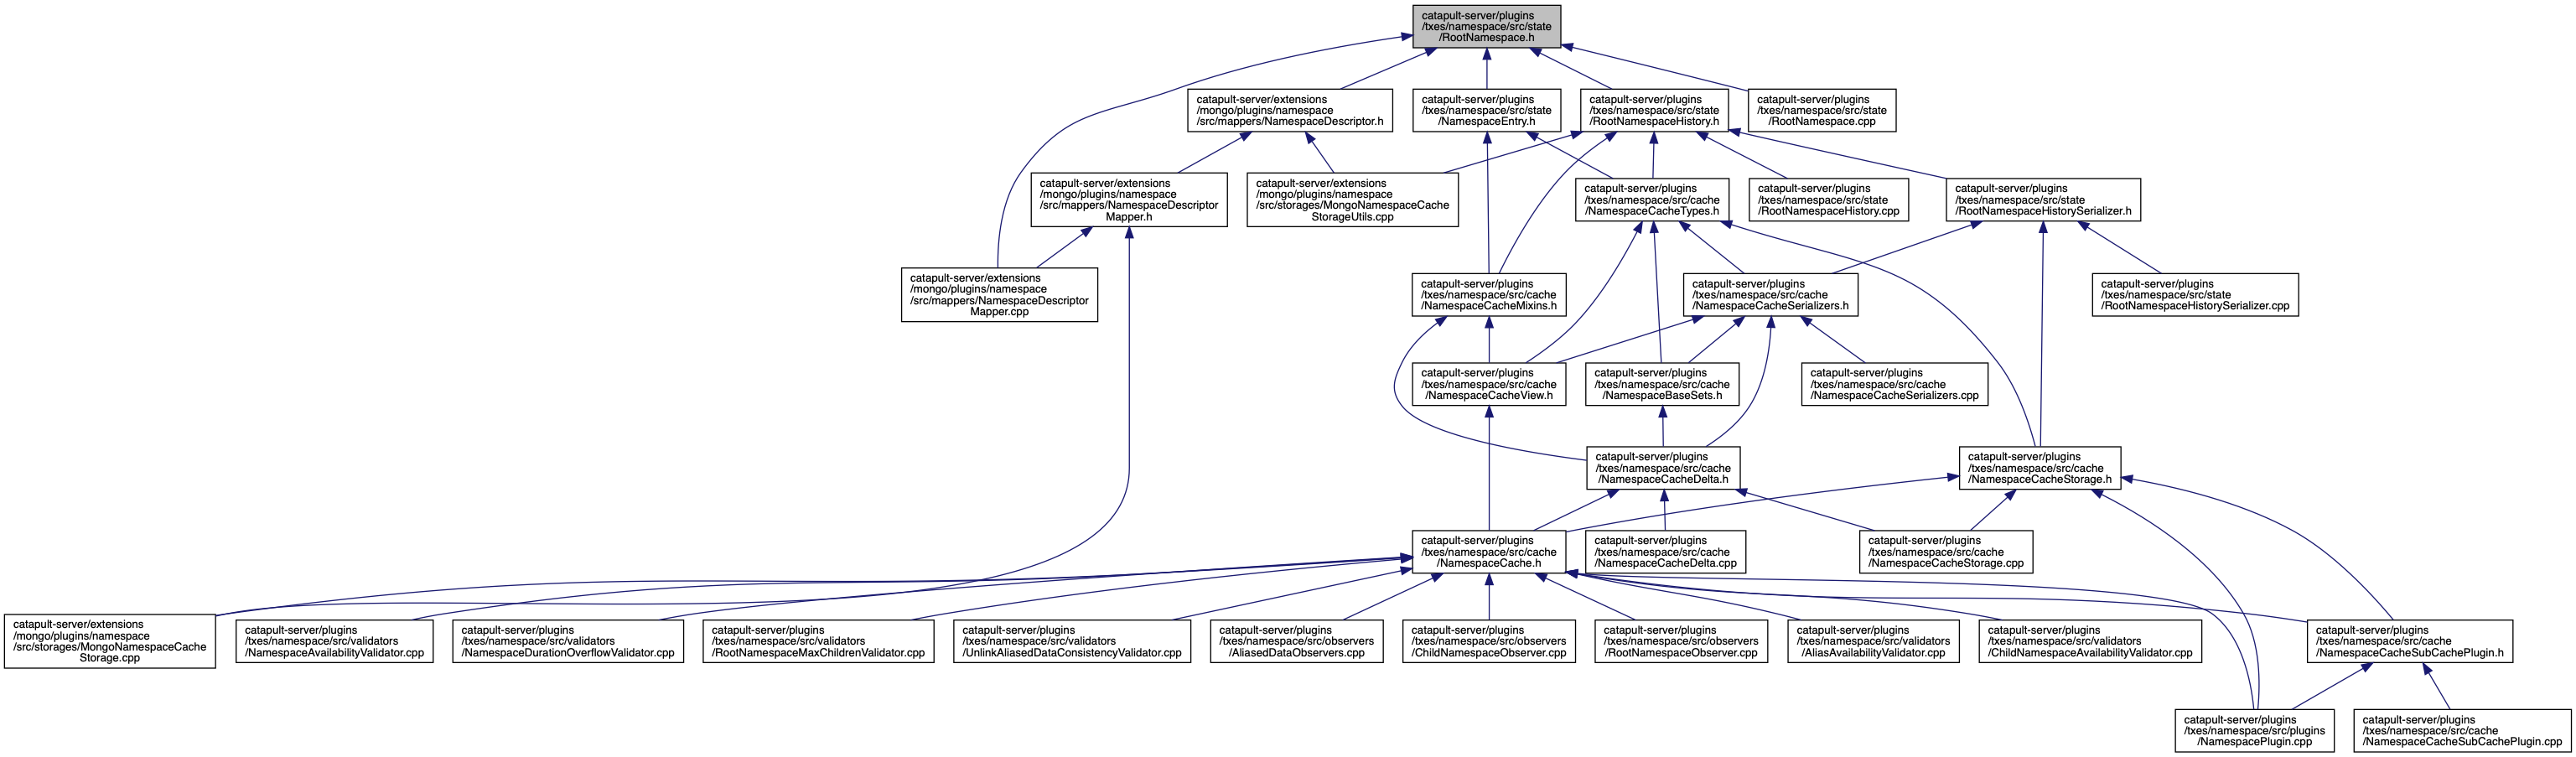 catapult-server/plugins
/txes/namespace/src/state
/RootNamespace.h
catapult-server/extensions
/mongo/plugins/namespace
/src/mappers/NamespaceDescriptor.h
catapult-server/plugins
/txes/namespace/src/state
/NamespaceEntry.h
catapult-server/plugins
/txes/namespace/src/state
/RootNamespaceHistory.h
catapult-server/plugins
/txes/namespace/src/state
/RootNamespace.cpp
catapult-server/extensions
/mongo/plugins/namespace
/src/mappers/NamespaceDescriptor
Mapper.h
catapult-server/extensions
/mongo/plugins/namespace
/src/storages/MongoNamespaceCache
StorageUtils.cpp
catapult-server/plugins
/txes/namespace/src/cache
/NamespaceCacheTypes.h
catapult-server/plugins
/txes/namespace/src/state
/RootNamespaceHistory.cpp
catapult-server/plugins
/txes/namespace/src/state
/RootNamespaceHistorySerializer.h
catapult-server/extensions
/mongo/plugins/namespace
/src/mappers/NamespaceDescriptor
Mapper.cpp
catapult-server/plugins
/txes/namespace/src/cache
/NamespaceCacheMixins.h
catapult-server/plugins
/txes/namespace/src/cache
/NamespaceCacheSerializers.h
catapult-server/plugins
/txes/namespace/src/state
/RootNamespaceHistorySerializer.cpp
catapult-server/plugins
/txes/namespace/src/cache
/NamespaceCacheView.h
catapult-server/plugins
/txes/namespace/src/cache
/NamespaceBaseSets.h
catapult-server/plugins
/txes/namespace/src/cache
/NamespaceCacheSerializers.cpp
catapult-server/plugins
/txes/namespace/src/cache
/NamespaceCacheDelta.h
catapult-server/plugins
/txes/namespace/src/cache
/NamespaceCacheStorage.h
catapult-server/plugins
/txes/namespace/src/cache
/NamespaceCache.h
catapult-server/plugins
/txes/namespace/src/cache
/NamespaceCacheDelta.cpp
catapult-server/plugins
/txes/namespace/src/cache
/NamespaceCacheStorage.cpp
catapult-server/extensions
/mongo/plugins/namespace
/src/storages/MongoNamespaceCache
Storage.cpp
catapult-server/plugins
/txes/namespace/src/validators
/NamespaceAvailabilityValidator.cpp
catapult-server/plugins
/txes/namespace/src/validators
/NamespaceDurationOverflowValidator.cpp
catapult-server/plugins
/txes/namespace/src/validators
/RootNamespaceMaxChildrenValidator.cpp
catapult-server/plugins
/txes/namespace/src/validators
/UnlinkAliasedDataConsistencyValidator.cpp
catapult-server/plugins
/txes/namespace/src/observers
/AliasedDataObservers.cpp
catapult-server/plugins
/txes/namespace/src/observers
/ChildNamespaceObserver.cpp
catapult-server/plugins
/txes/namespace/src/observers
/RootNamespaceObserver.cpp
catapult-server/plugins
/txes/namespace/src/validators
/AliasAvailabilityValidator.cpp
catapult-server/plugins
/txes/namespace/src/validators
/ChildNamespaceAvailabilityValidator.cpp
catapult-server/plugins
/txes/namespace/src/cache
/NamespaceCacheSubCachePlugin.h
catapult-server/plugins
/txes/namespace/src/plugins
/NamespacePlugin.cpp
catapult-server/plugins
/txes/namespace/src/cache
/NamespaceCacheSubCachePlugin.cpp